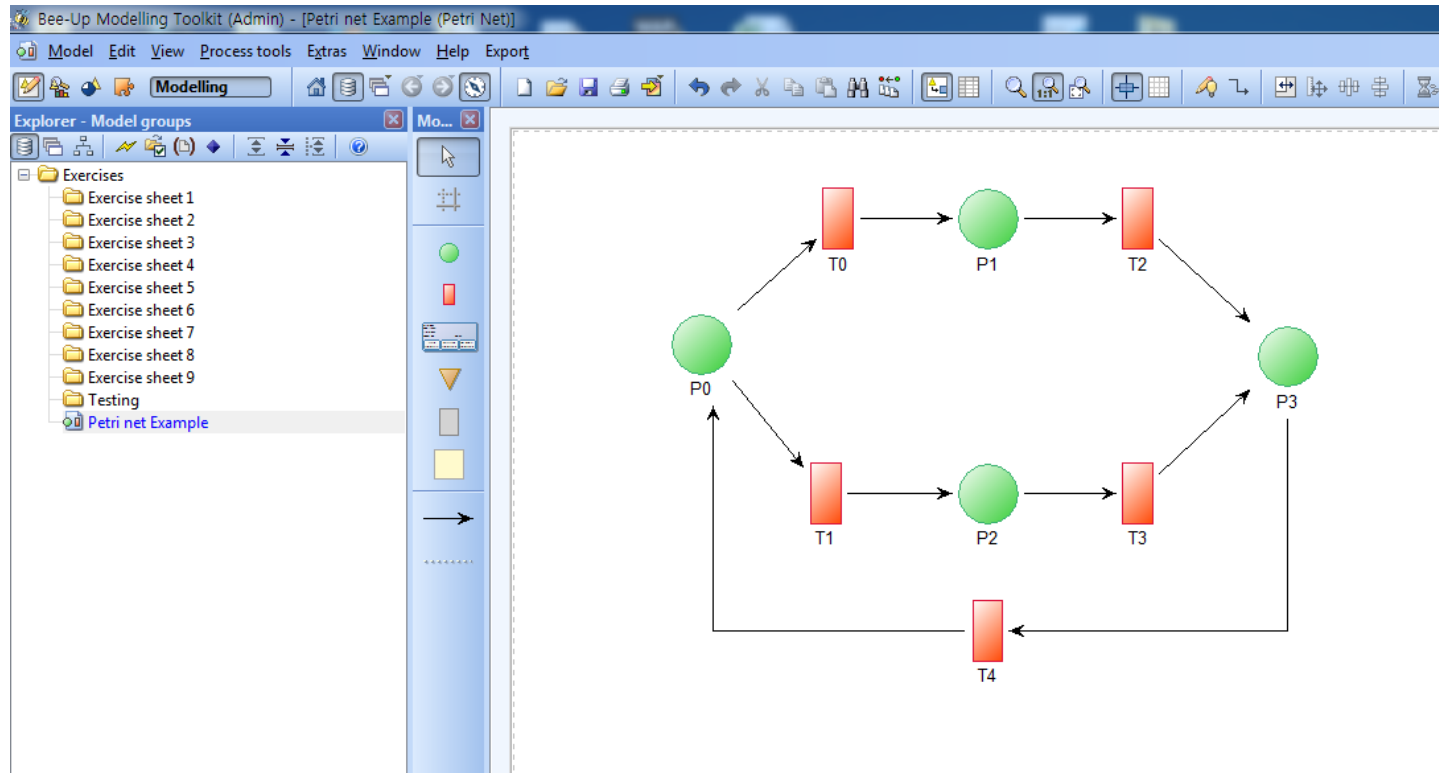 Bee-Up Modelling Toolkit (Admin) - [Petri net Example (Petri Net)]
Model Edit View Process tools Extras Window Help Export
Modelling
1:1
Explorer - Model groups
Mo...
Exercises
Exercise sheet 1
Exercise sheet 2
Exercise sheet 3
Exercise sheet 4
Exercise sheet 5
Exercise sheet 6
Exercise sheet 7
Exercise sheet 8
Exercise sheet 9
Testing
Petri net Example
T0 P1 T2
P0 P3
T1 P2 T3
T4